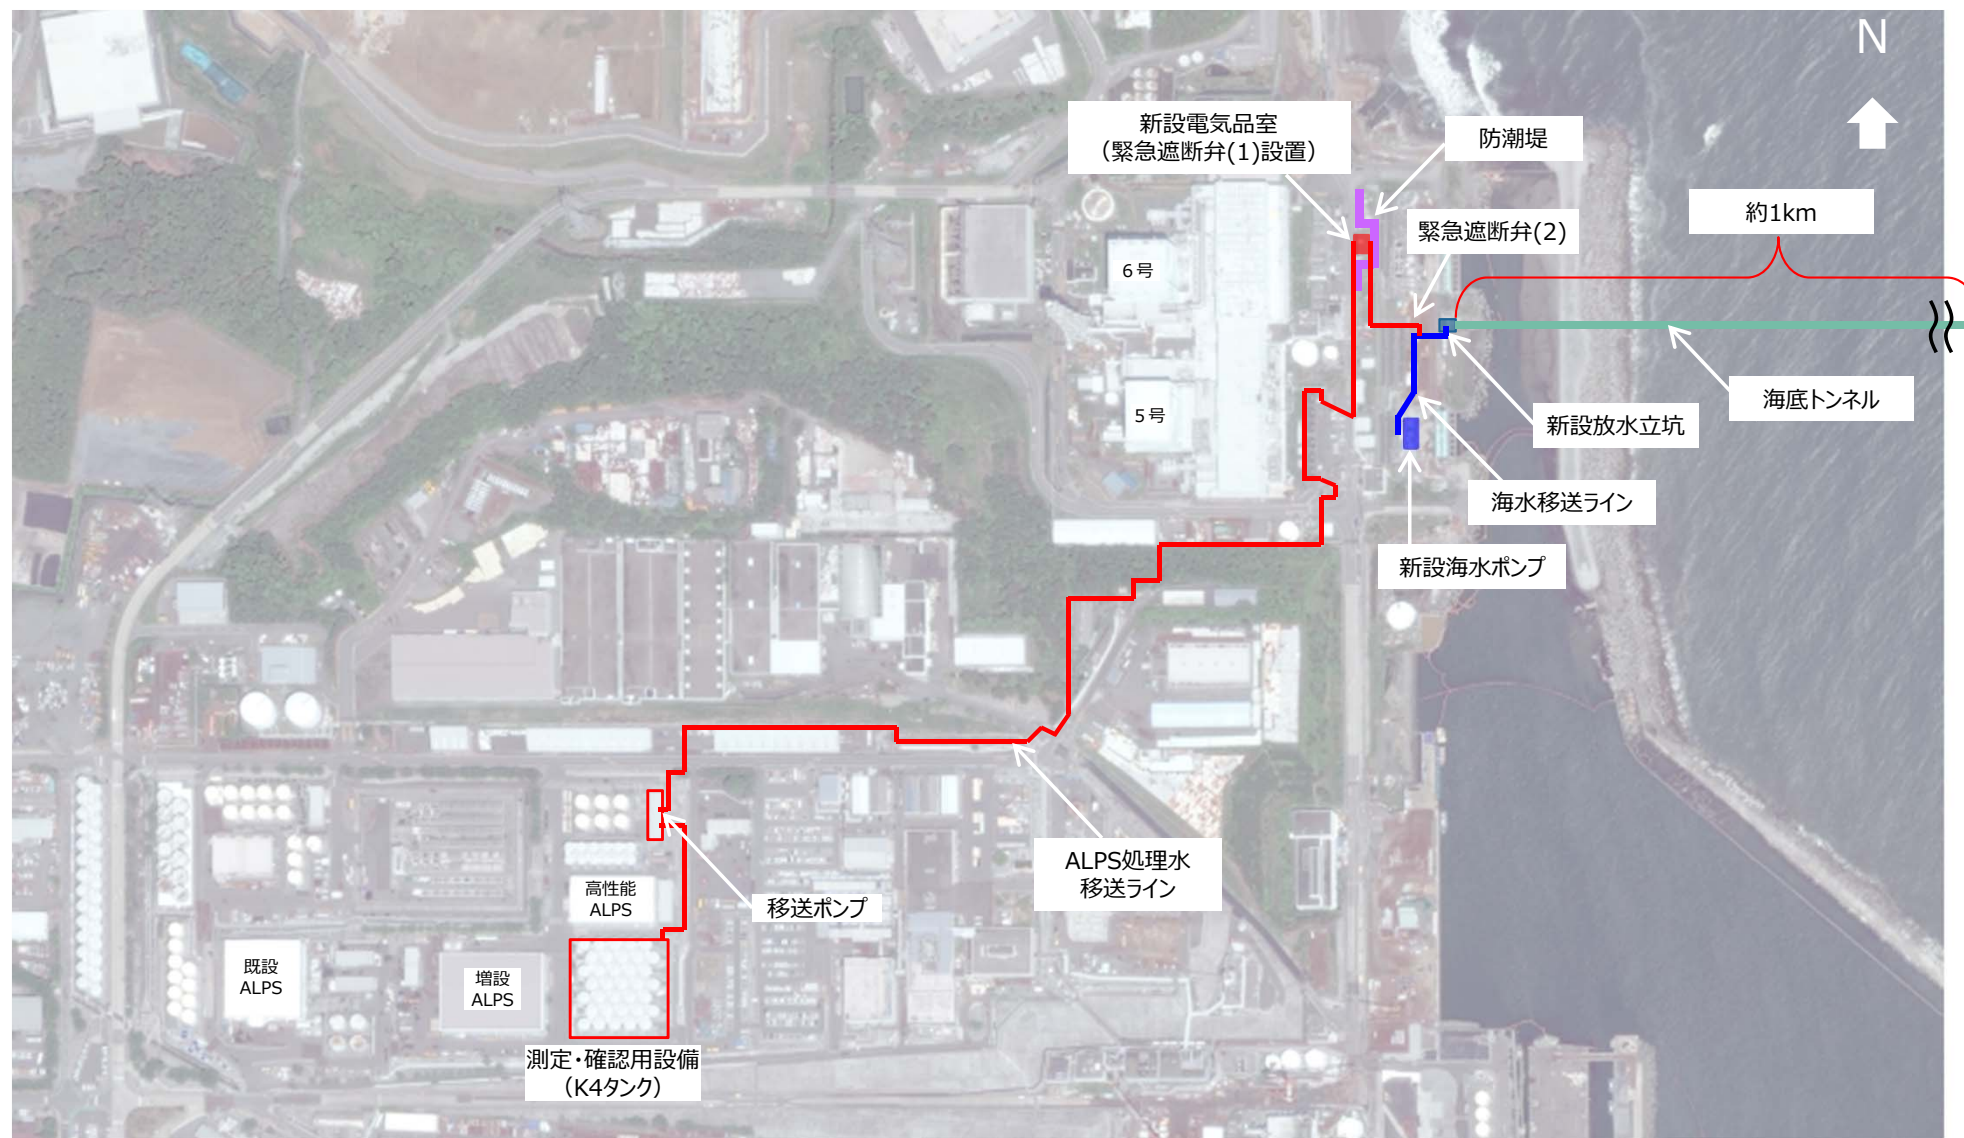 N
新設電気品室
（緊急遮断弁(1)設置）
防潮堤
約1km
緊急遮断弁(2)
６号
５号
海底トンネル
新設放水立坑
海水移送ライン
新設海水ポンプ
ALPS処理水
移送ライン
移送ポンプ
高性能
ALPS
既設
ALPS
増設
ALPS
測定・確認用設備
（K4タンク）